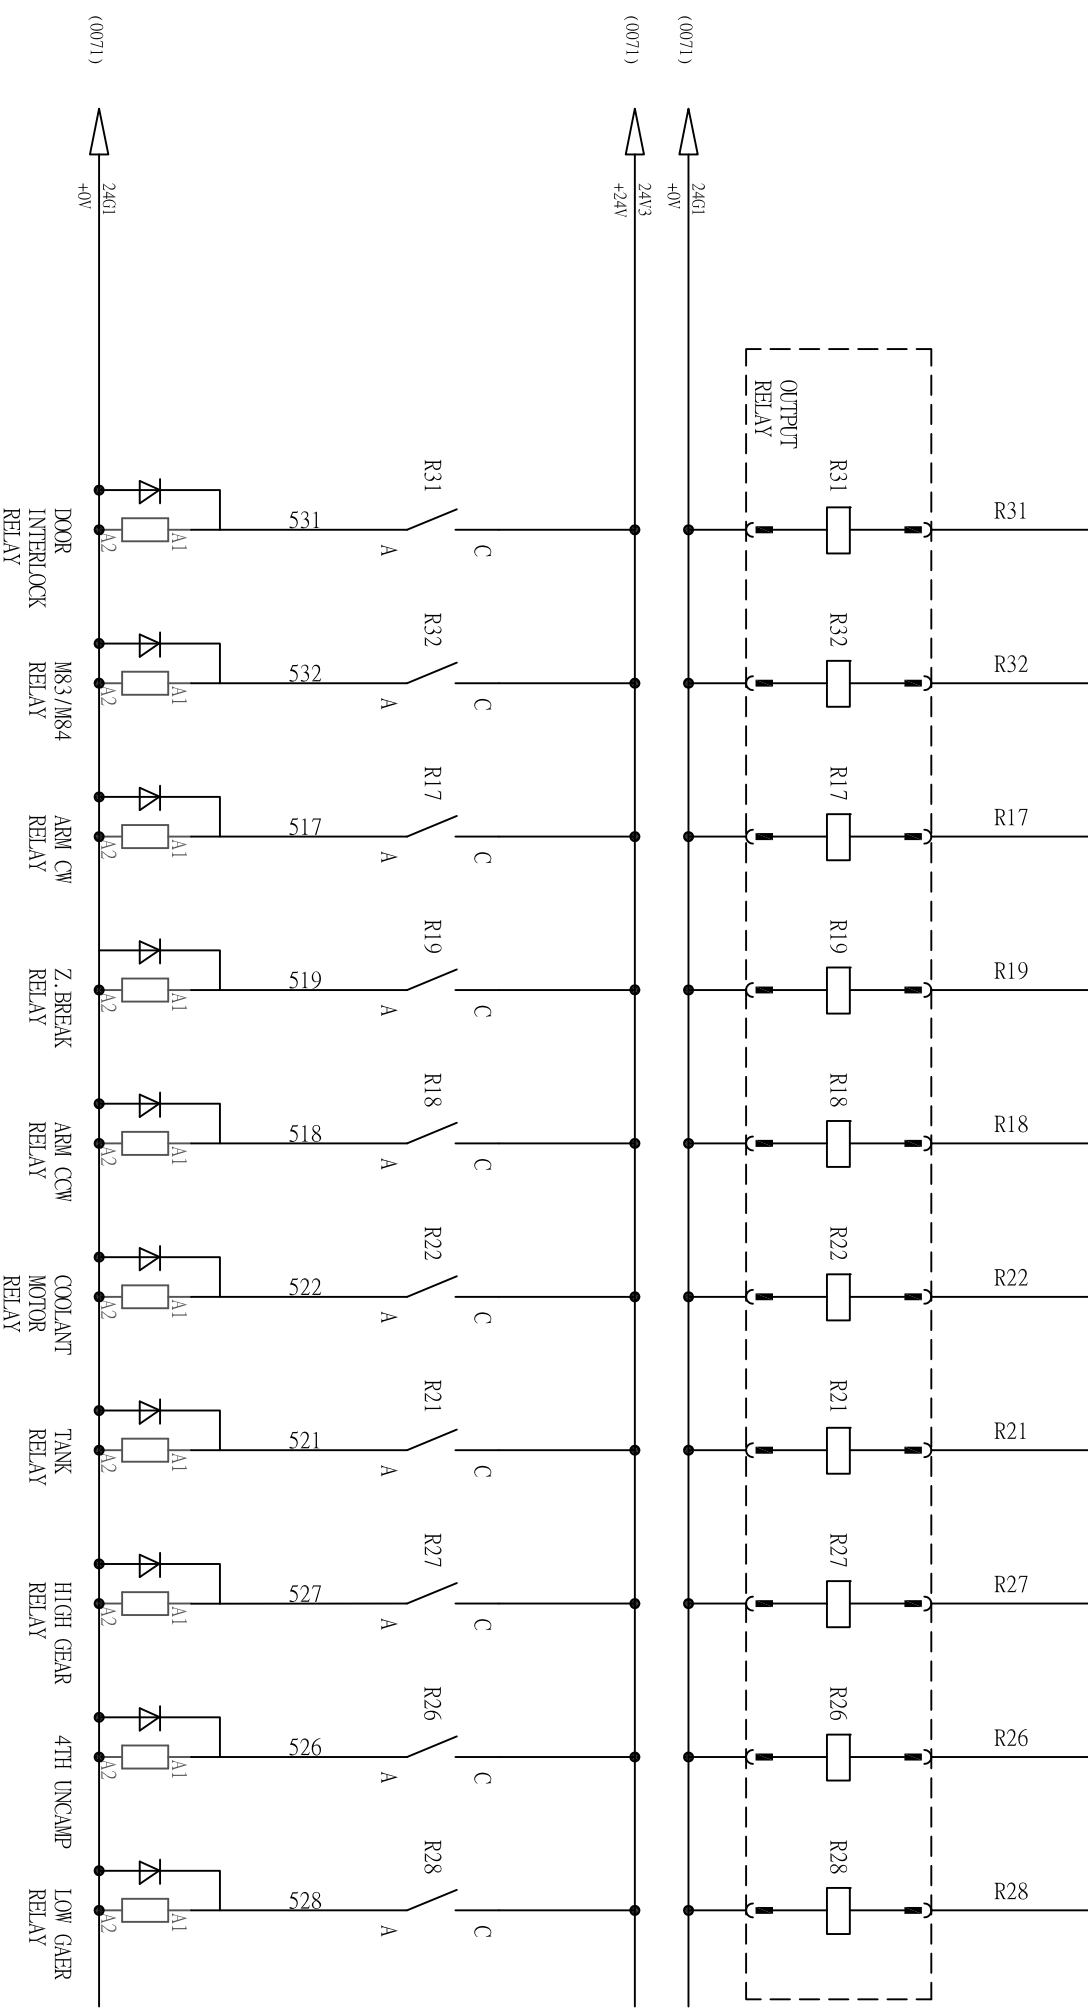 (0071)
(0071)
(0071)
24G1
+0V
24V3
+24V
24G1
+0V
OUTPUT
RELAY
R31
R31
R31
C
A
531
A1
A2
DOOR
INTERLOCK
RELAY
R32
R32
R32
C
A
532
A1
A2
M83/M84
RELAY
R17
R17
R17
C
A
517
A1
A2
ARM CW
RELAY
R19
R19
R19
C
A
519
A1
A2
Z.BREAK
RELAY
R18
R18
R18
C
A
518
A1
A2
ARM CCW
RELAY
R22
R22
R22
C
A
522
A1
A2
COOLANT
MOTOR
RELAY
R21
R21
R21
C
A
521
A1
A2
TANK
RELAY
R27
R27
R27
C
A
527
A1
A2
HIGH GEAR
RELAY
R26
R26
R26
C
A
526
A1
A2
4TH UNCAMP
R28
R28
R28
C
A
528
A1
A2
LOW GAER
RELAY